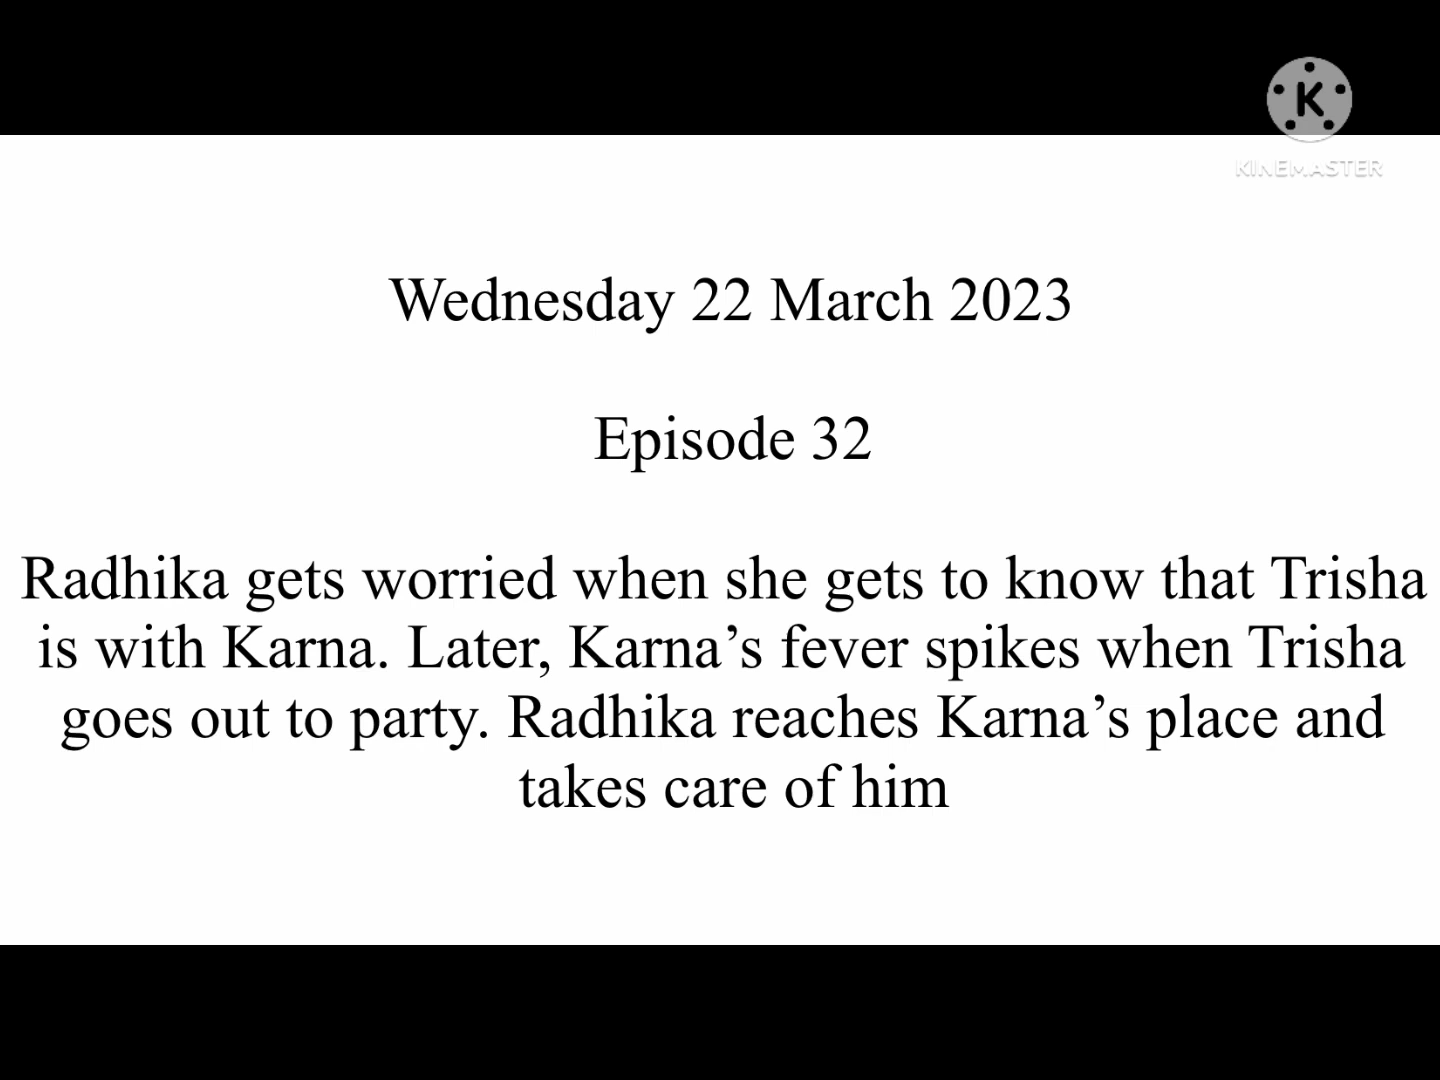 K
KINEMASTER
Wednesday 22 March 2023
Episode 32
Radhika gets worried when she gets to know that Trisha
is with Karna. Later, Karna’s fever spikes when Trisha
goes out to party. Radhika reaches Karna’s place and
takes care of him